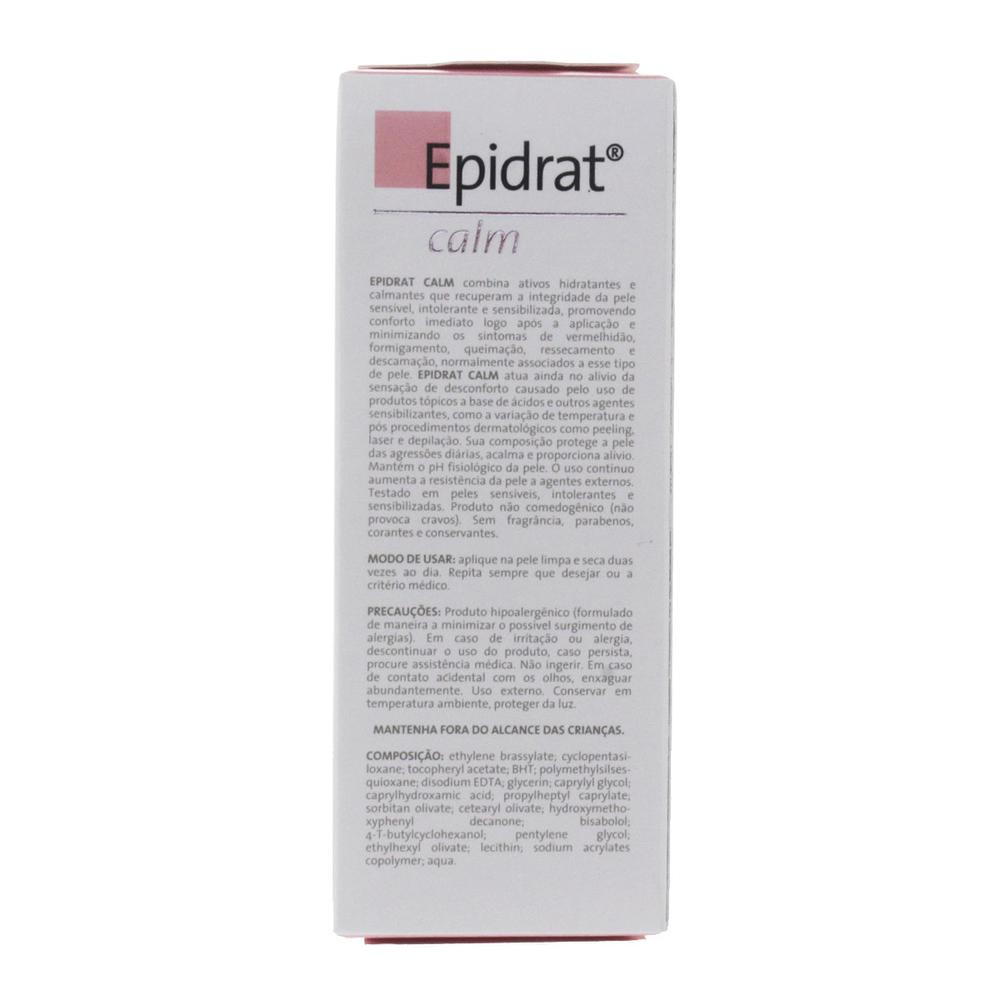 Epidrat®
calm
EPIDRAT CALM combina ativos hidratantes e
calmantes que recuperam a integridade da pele
sensível, intolerante e sensibilizada, promovendo
conforto imediato logo após a aplicação e
minimizando os sintomas de vermelhidão,
formigamento, queimação, ressecamento e
descamação, normalmente associados a esse tipo
de pele. EPIDRAT CALM atua ainda no alívio da
sensação de desconforto causado pelo uso de
produtos tópicos a base de ácidos e outros agentes
sensibilizantes, como a variação de temperatura e
pós procedimentos dermatológicos como peeling,
laser e depilação. Sua composição protege a pele
das agressões diárias, acalma e proporciona alívio.
Mantém o pH fisiológico da pele. O uso contínuo
aumenta a resistência da pele a agentes externos.
Testado em peles sensíveis, intolerantes e
sensibilizadas. Produto não comedogênico (não
provoca cravos). Sem fragrância, parabenos,
corantes e conservantes.
MODO DE USAR: aplique na pele limpa e seca duas
vezes ao dia. Repita sempre que desejar ou a
critério médico.
PRECAUÇÕES: Produto hipoalergênico (formulado
de maneira a minimizar o possível surgimento de
alergias). Em caso de irritação ou alergia,
descontinuar o uso do produto, caso persista,
procure assistência médica. Não ingerir. Em caso
de contato acidental com os olhos, enxaguar
abundantemente. Uso externo. Conservar em
temperatura ambiente, proteger da luz.
MANTENHA FORA DO ALCANCE DAS CRIANÇAS.
COMPOSIÇÃO: ethylene brassylate; cyclopentasi-
loxane; tocopheryl acetate; BHT; polymethylsilses-
quioxane; disodium EDTA; glycerin; caprylyl glycol;
caprylhydroxamic acid; propylheptyl caprylate;
sorbitan olivate; cetearyl olivate; hydroxymetho-
xyphenyl decanone; bisabolol;
4-T-butylcyclohexanol; pentylene glycol;
ethylhexyl olivate; lecithin; sodium acrylates
copolymer; aqua.